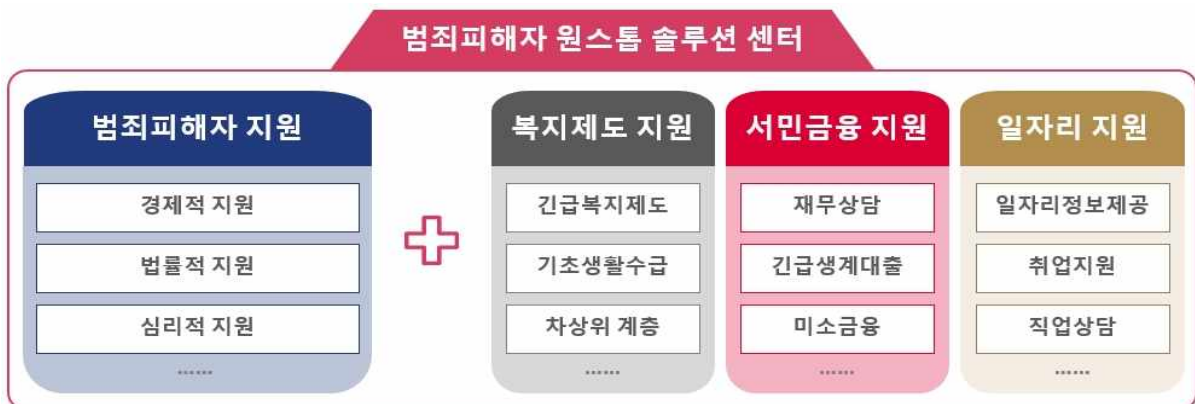 범죄피해자 원스톱 솔루션 센터
범죄피해자 지원
경제적 지원
법률적 지원
심리적 지원
······
복지제도 지원
긴급복지제도
기초생활수급
차상위 계층
······
서민금융 지원
재무상담
긴급생계대출
미소금융
······
일자리 지원
일자리정보제공
취업지원
직업상담
······